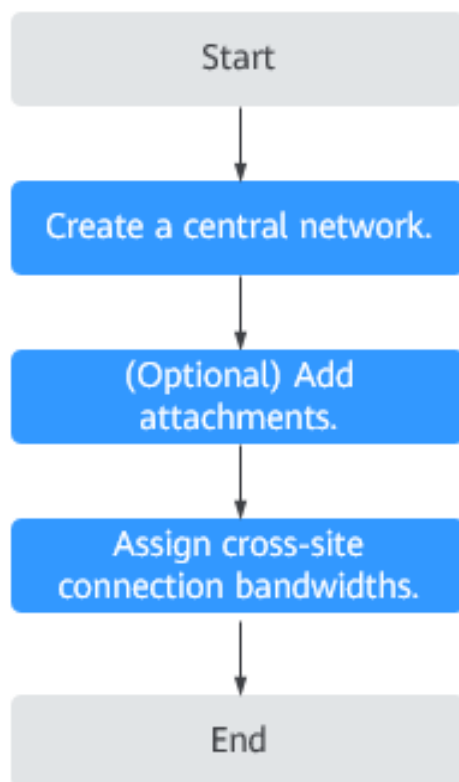 Start
Create a central network.
(Optional) Add
attachments.
Assign cross-site
connection bandwidths.
End